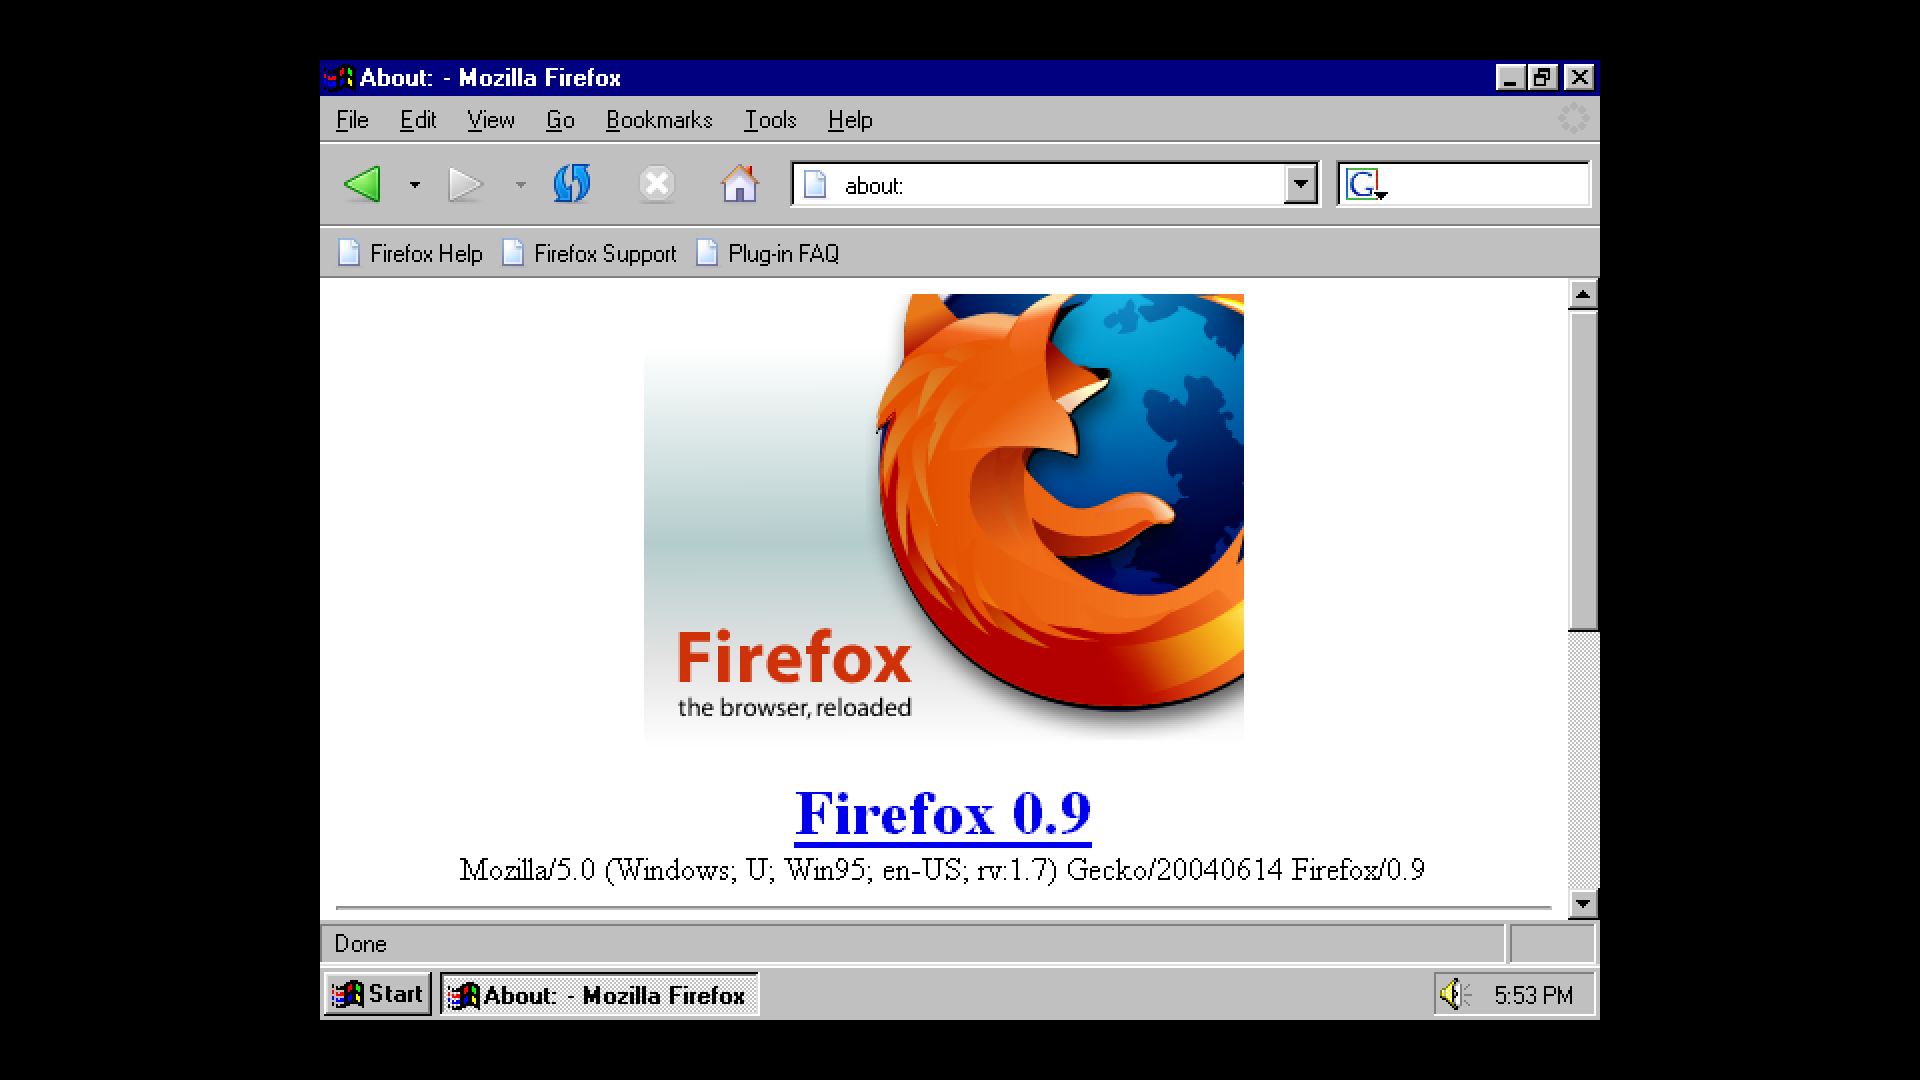 About: - Mozilla Firefox
File Edit View Go Bookmarks Tools Help
about:
G
Firefox Help Firefox Support Plug-in FAQ
Firefox
the browser, reloaded
Firefox 0.9
Mozilla/5.0 (Windows; U; Win95; en-US; rv:1.7) Gecko/20040614 Firefox/0.9
Done
Start About: - Mozilla Firefox 5:53 PM